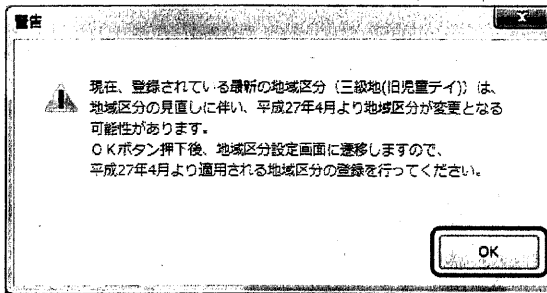 警告
現在、登録されている最新の地域区分（三級地(旧児童デイ)）は、
地域区分の見直しに伴い、平成27年4月より地域区分が変更となる
可能性があります。
ＯＫボタン押下後、地域区分設定画面に遷移しますので、
平成27年4月より適用される地域区分の登録を行ってください。
OK